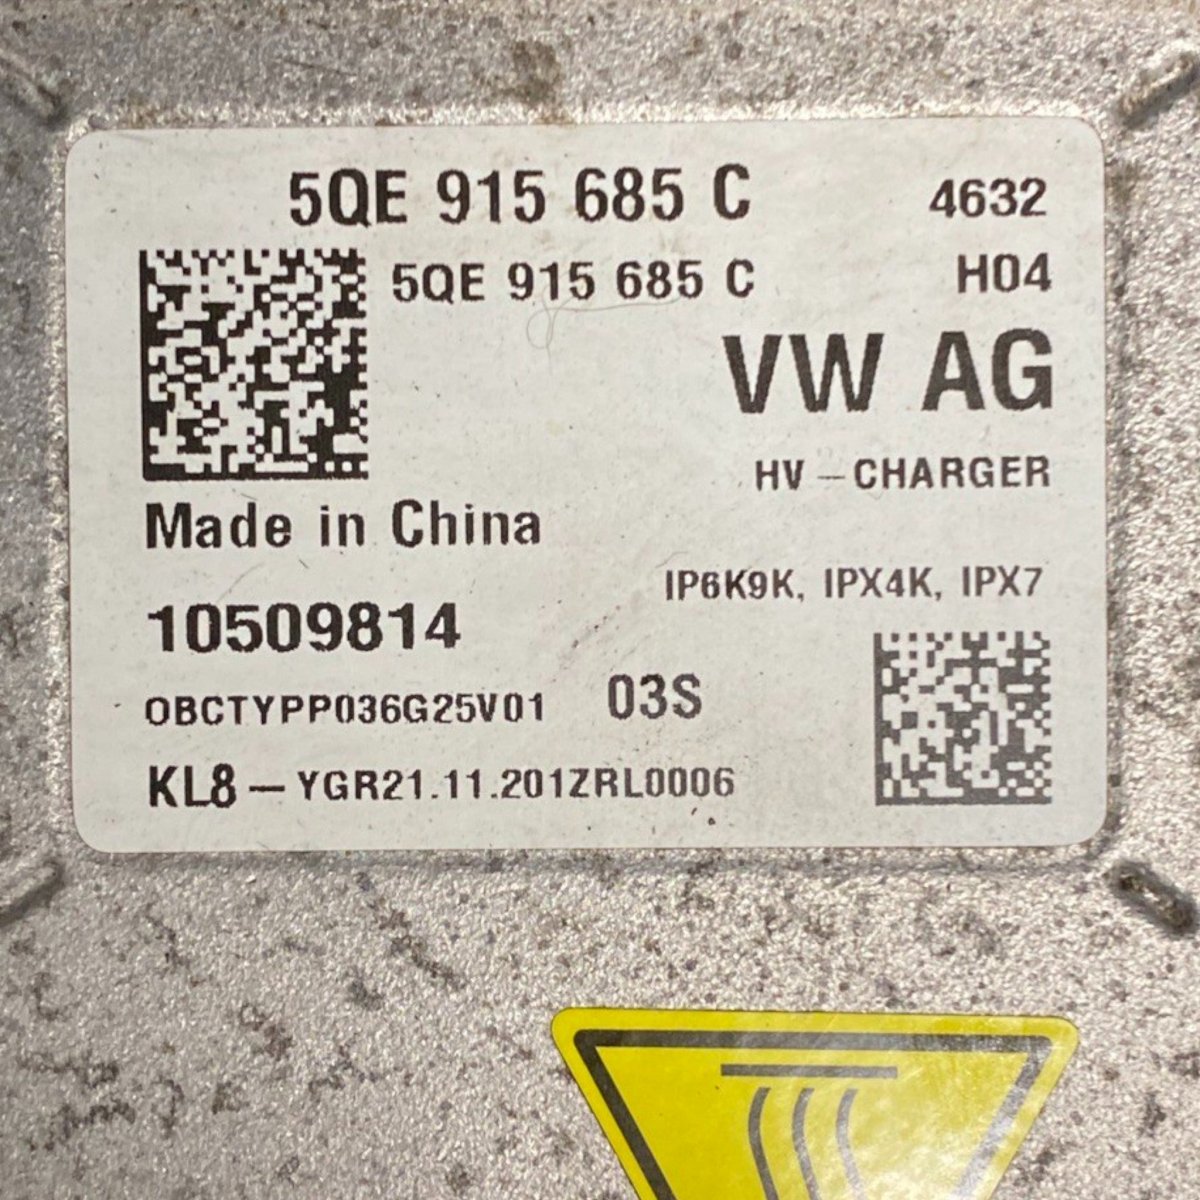 5QE 915 685 C 4632
5QE 915 685 C H04
VW AG
HV - CHARGER
Made in China
IP6K9K, IPX4K, IPX7
10509814
OBCTYPP036G25V01 03S
KL8 - YGR21.11.201ZRL0006